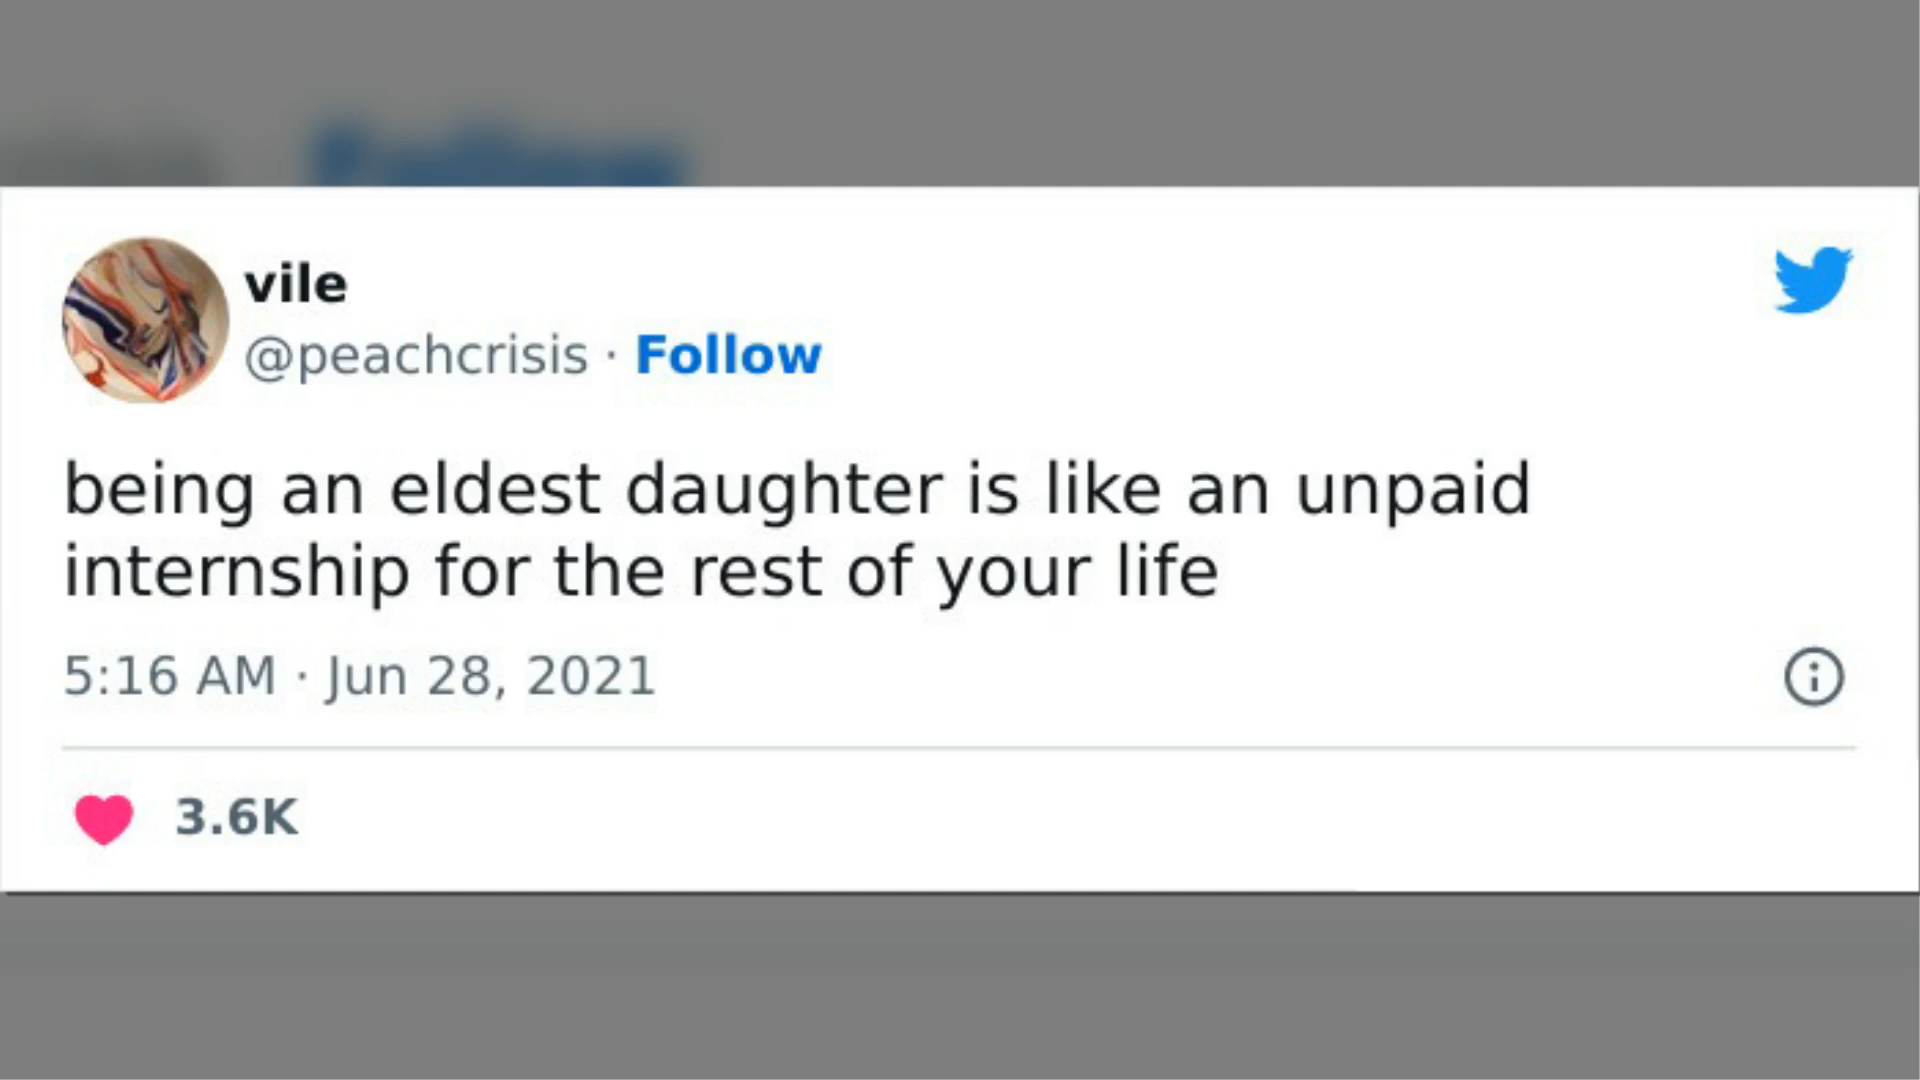 vile
@peachcrisis · Follow
being an eldest daughter is like an unpaid
internship for the rest of your life
5:16 AM · Jun 28, 2021
3.6K